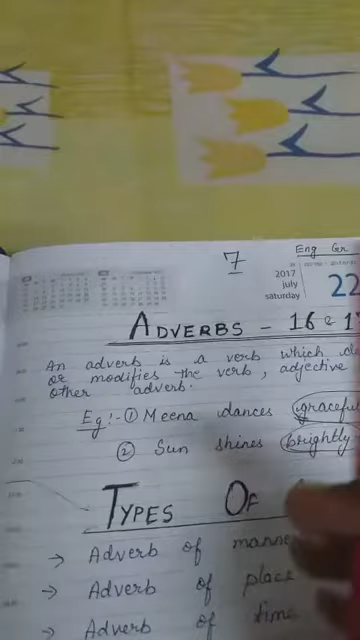 7
Eng Gr
2017
july
saturday
22
ADVERBS - 16 &
An adverb is a verb which
or modifies the verb, adjective
other adverb.
Eg:- ① Meena dances graceful
② Sun shines brightly
TYPES OF
→ Adverb of manne
→ Adverb of place
→ Adverb of time